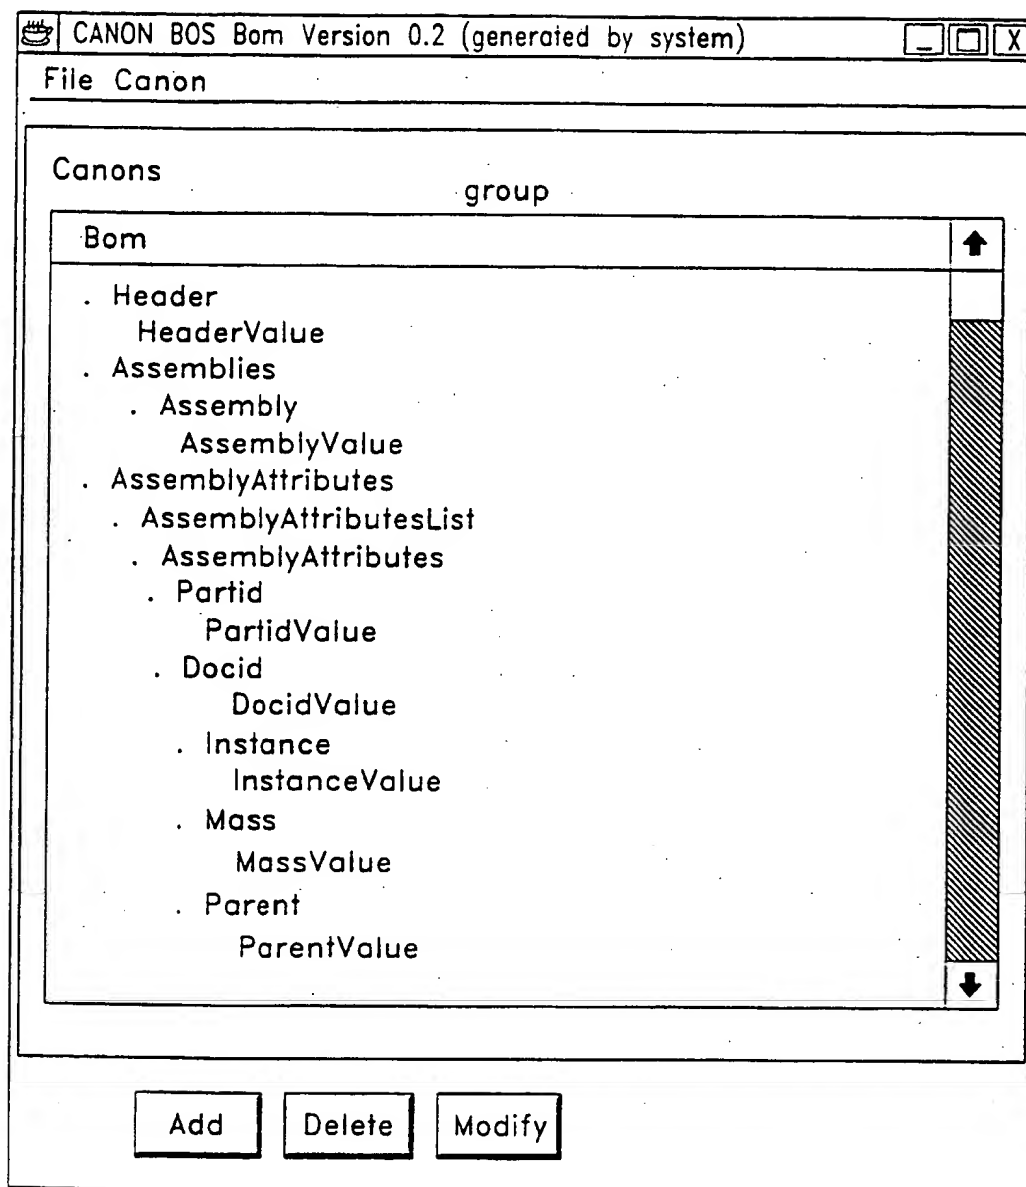 CANON BOS Bom Version 0.2 (generated by system)
File Canon
Canons
group
Bom
. Header
HeaderValue
. Assemblies
. Assembly
AssemblyValue
. AssemblyAttributes
. AssemblyAttributesList
. AssemblyAttributes
. Partid
PartidValue
. Docid
DocidValue
. Instance
InstanceValue
. Mass
MassValue
. Parent
ParentValue
Add Delete Modify